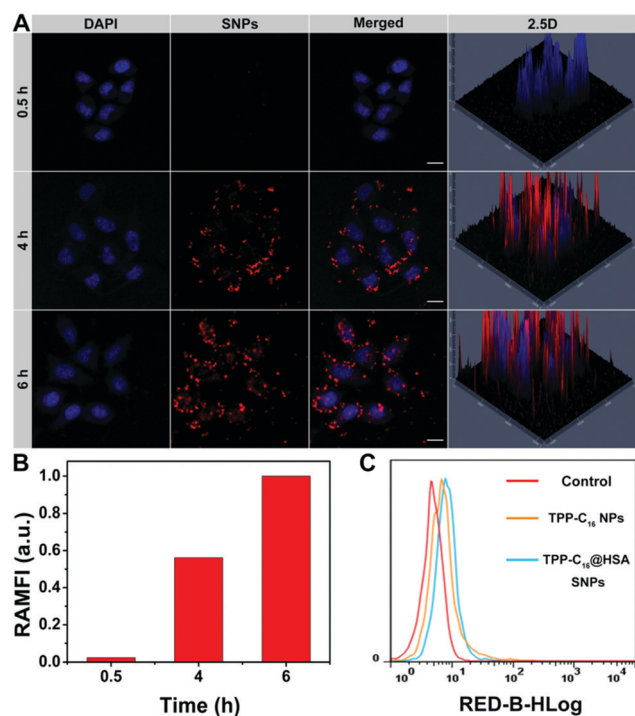 A
DAPI SNPs Merged 2.5D
0.5 h
4 h
6 h
B
RAMFI (a.u.)
1.0
0.8
0.6
0.4
0.2
0.0
0.5 4 6
Time (h)
C
Control
TPP-C16 NPs
TPP-C16@HSA
SNPs
0
10^0 10^1 10^2 10^3 10^4
RED-B-HLog